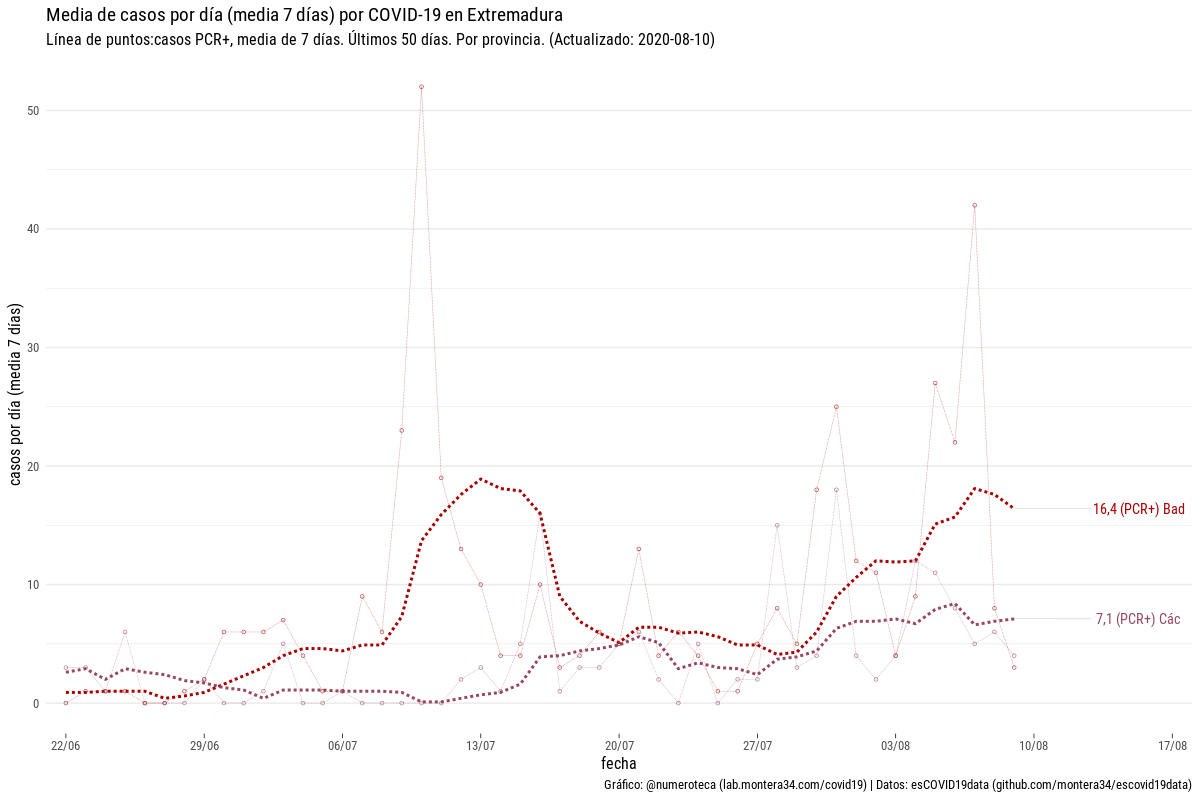 Media de casos por día (media 7 días) por COVID-19 en Extremadura
Línea de puntos:casos PCR+, media de 7 días. Últimos 50 días. Por provincia. (Actualizado: 2020-08-10)
casos por día (media 7 días)
50
40
30
20
10
0
16,4 (PCR+) Bad
7,1 (PCR+) Các
22/06
29/06
06/07
13/07
20/07
27/07
03/08
10/08
17/08
fecha
Gráfico: @numeroteca (lab.montera34.com/covid19) | Datos: esCOVID19data (github.com/montera34/escovid19data)